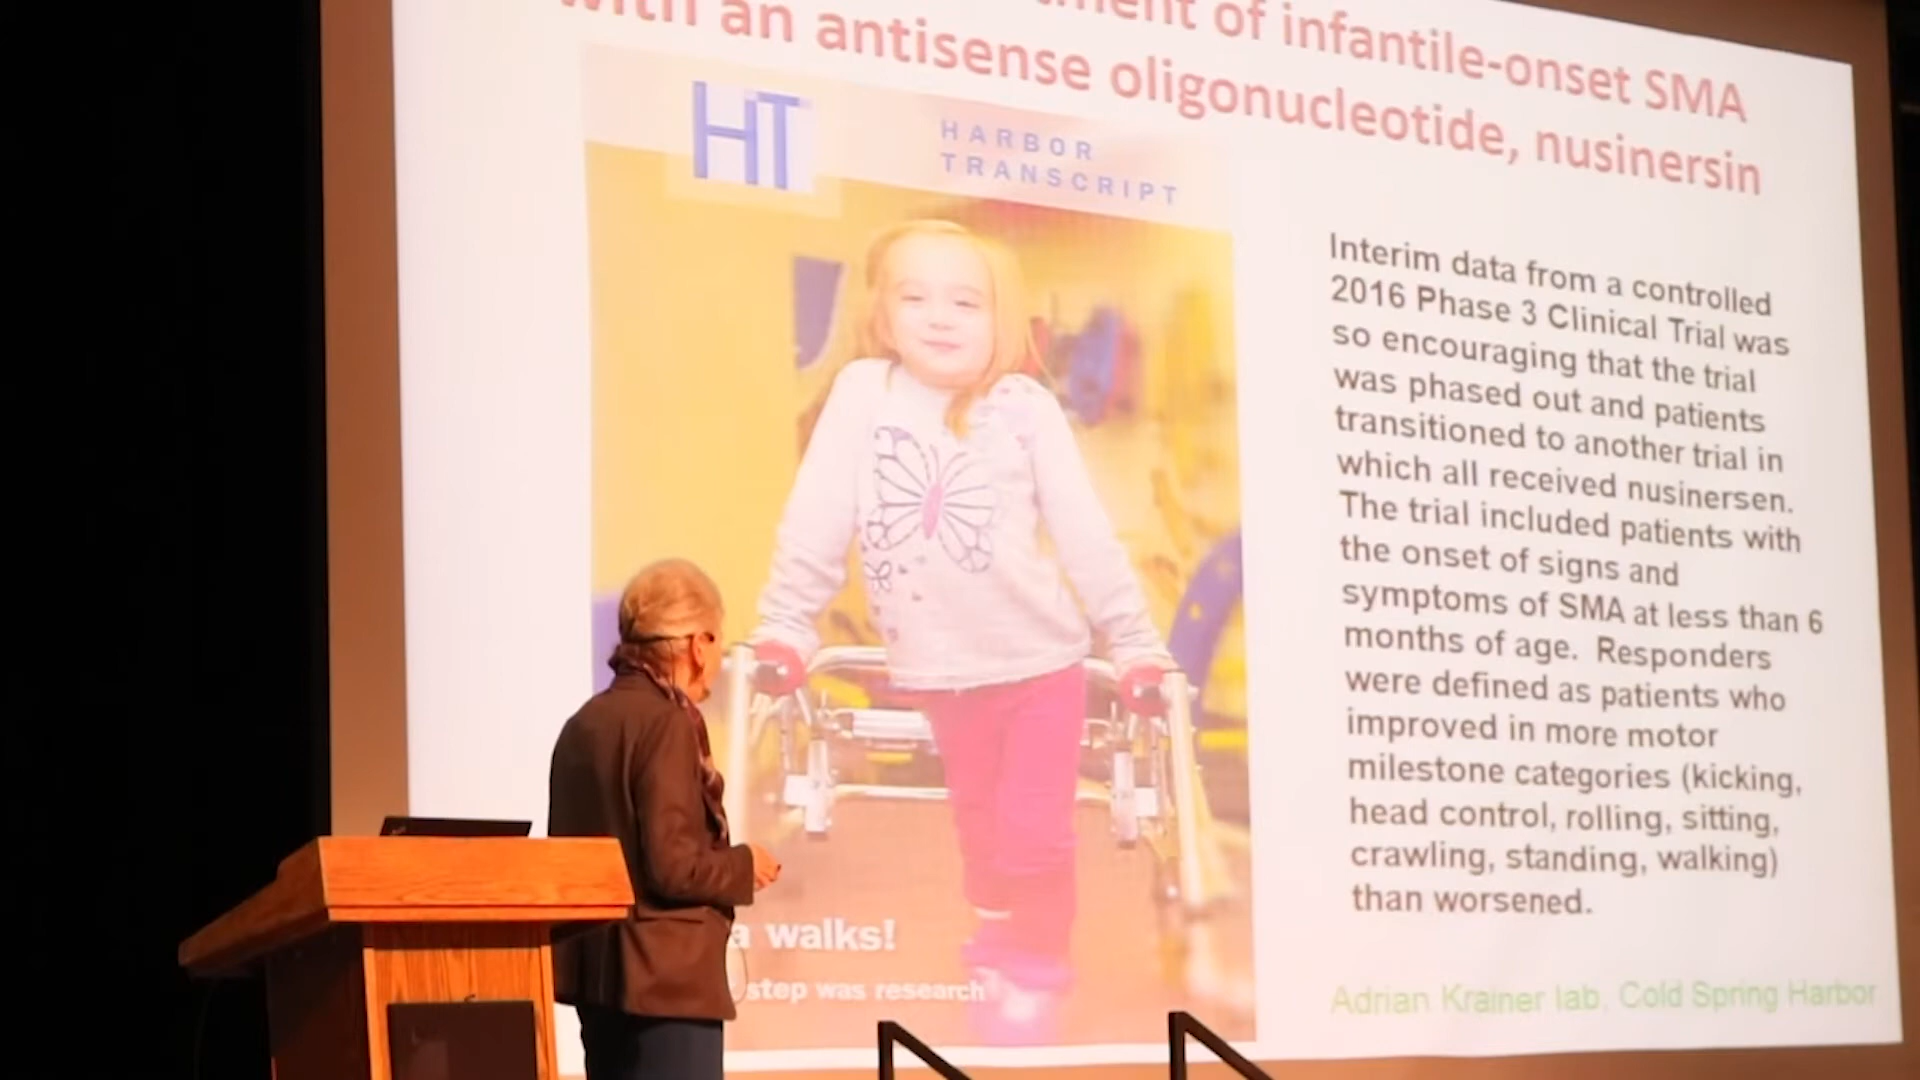 of infantile-onset SMA
with an antisense oligonucleotide, nusinersin
HT
HARBOR
TRANSCRIPT
Interim data from a controlled
2016 Phase 3 Clinical Trial was
so encouraging that the trial
was phased out and patients
transitioned to another trial in
which all received nusinersen.
The trial included patients with
the onset of signs and
symptoms of SMA at less than 6
months of age. Responders
were defined as patients who
improved in more motor
milestone categories (kicking,
head control, rolling, sitting,
crawling, standing, walking)
than worsened.
walks!
step was research
Adrian Krainer lab, Cold Spring Harbor